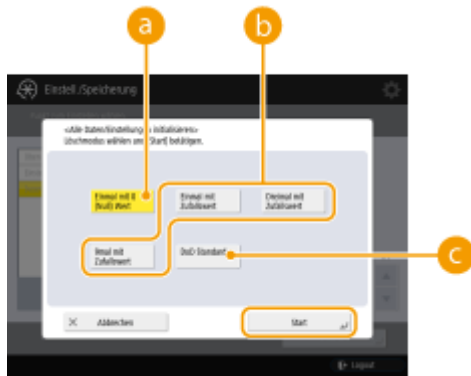 a
b
Einstell./Speicherung
<Alle Daten/Einstellungen initialisieren>
Löschmodus wählen und [Start] betätigen.
Einmal mit 0
(Null) Wert
Einmal mit
Zufallswert
Dreimal mit
Zufallswert
9mal mit
Zufallswert
DoD Standart
c
Abbrechen
Start
Logout